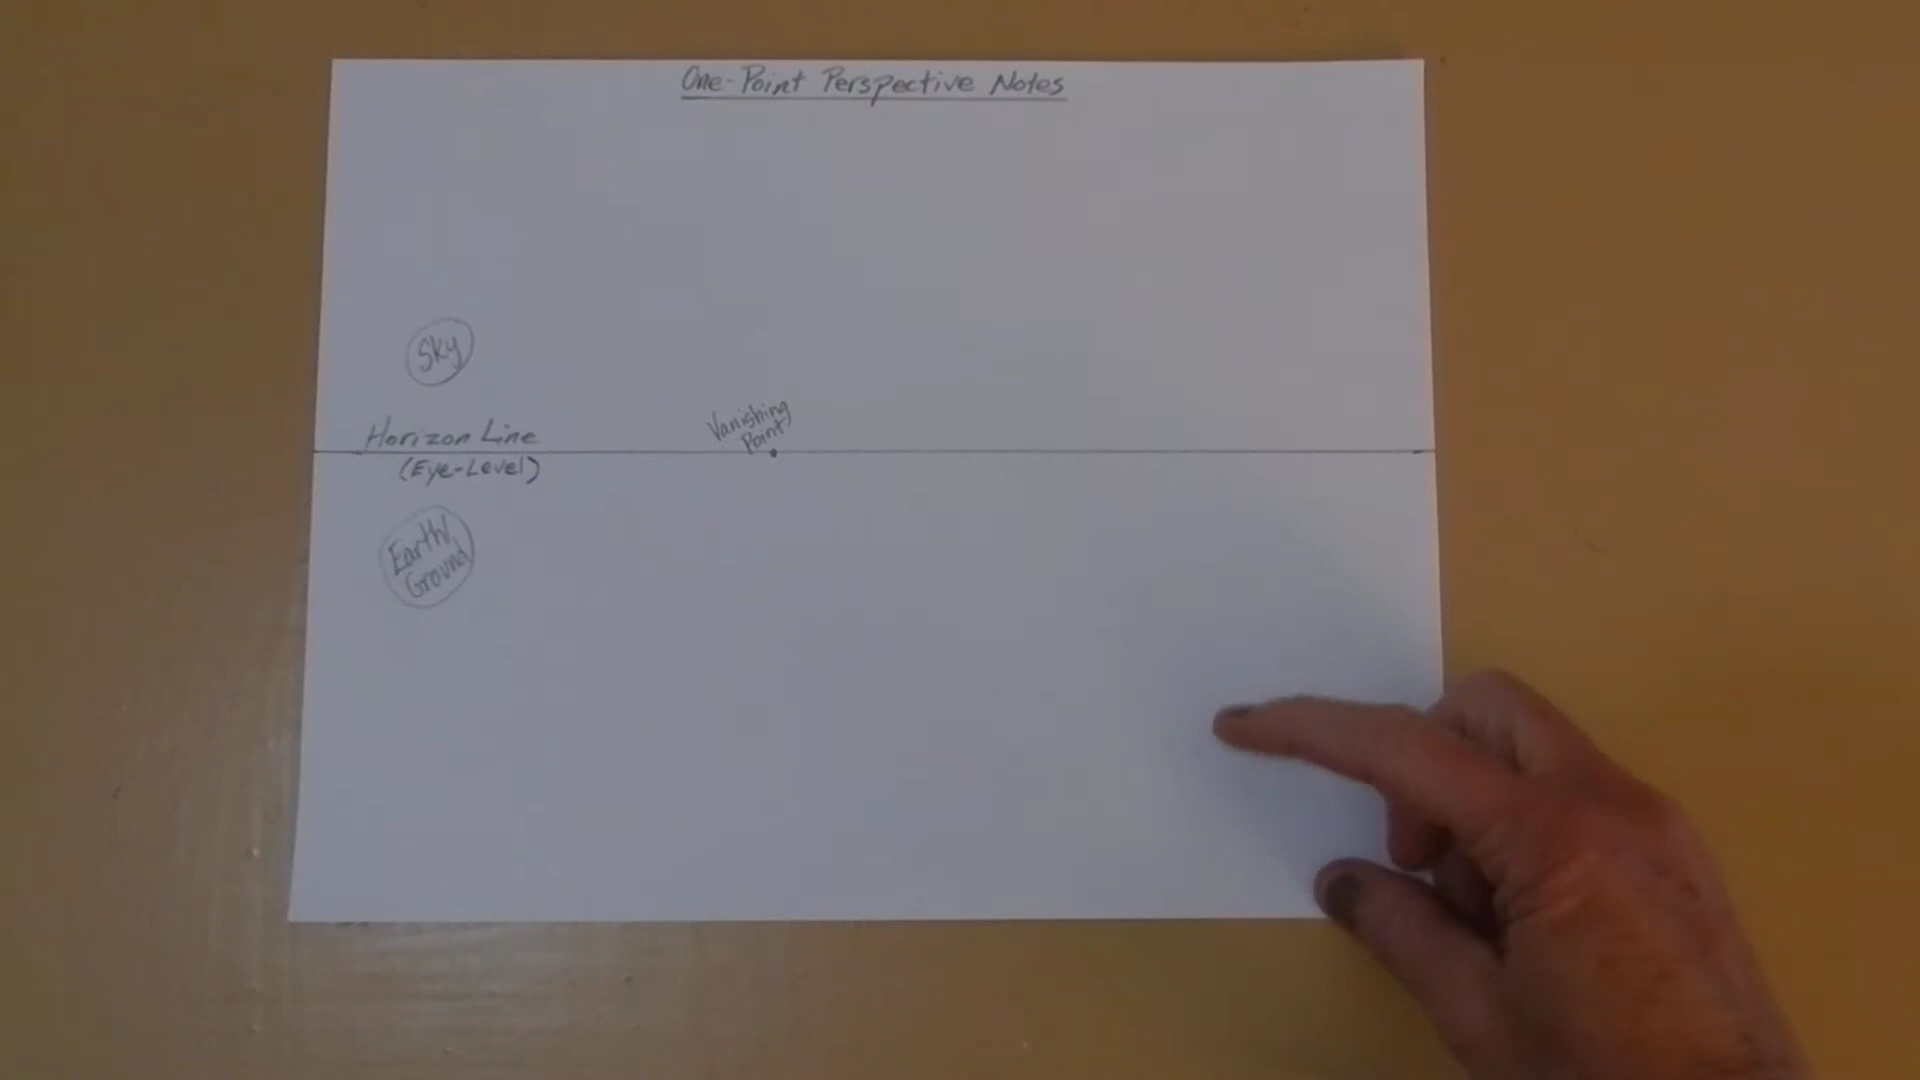 One-Point Perspective Notes
Sky
Vanishing
Point
Horizon Line
(Eye-Level)
Earth/
Ground